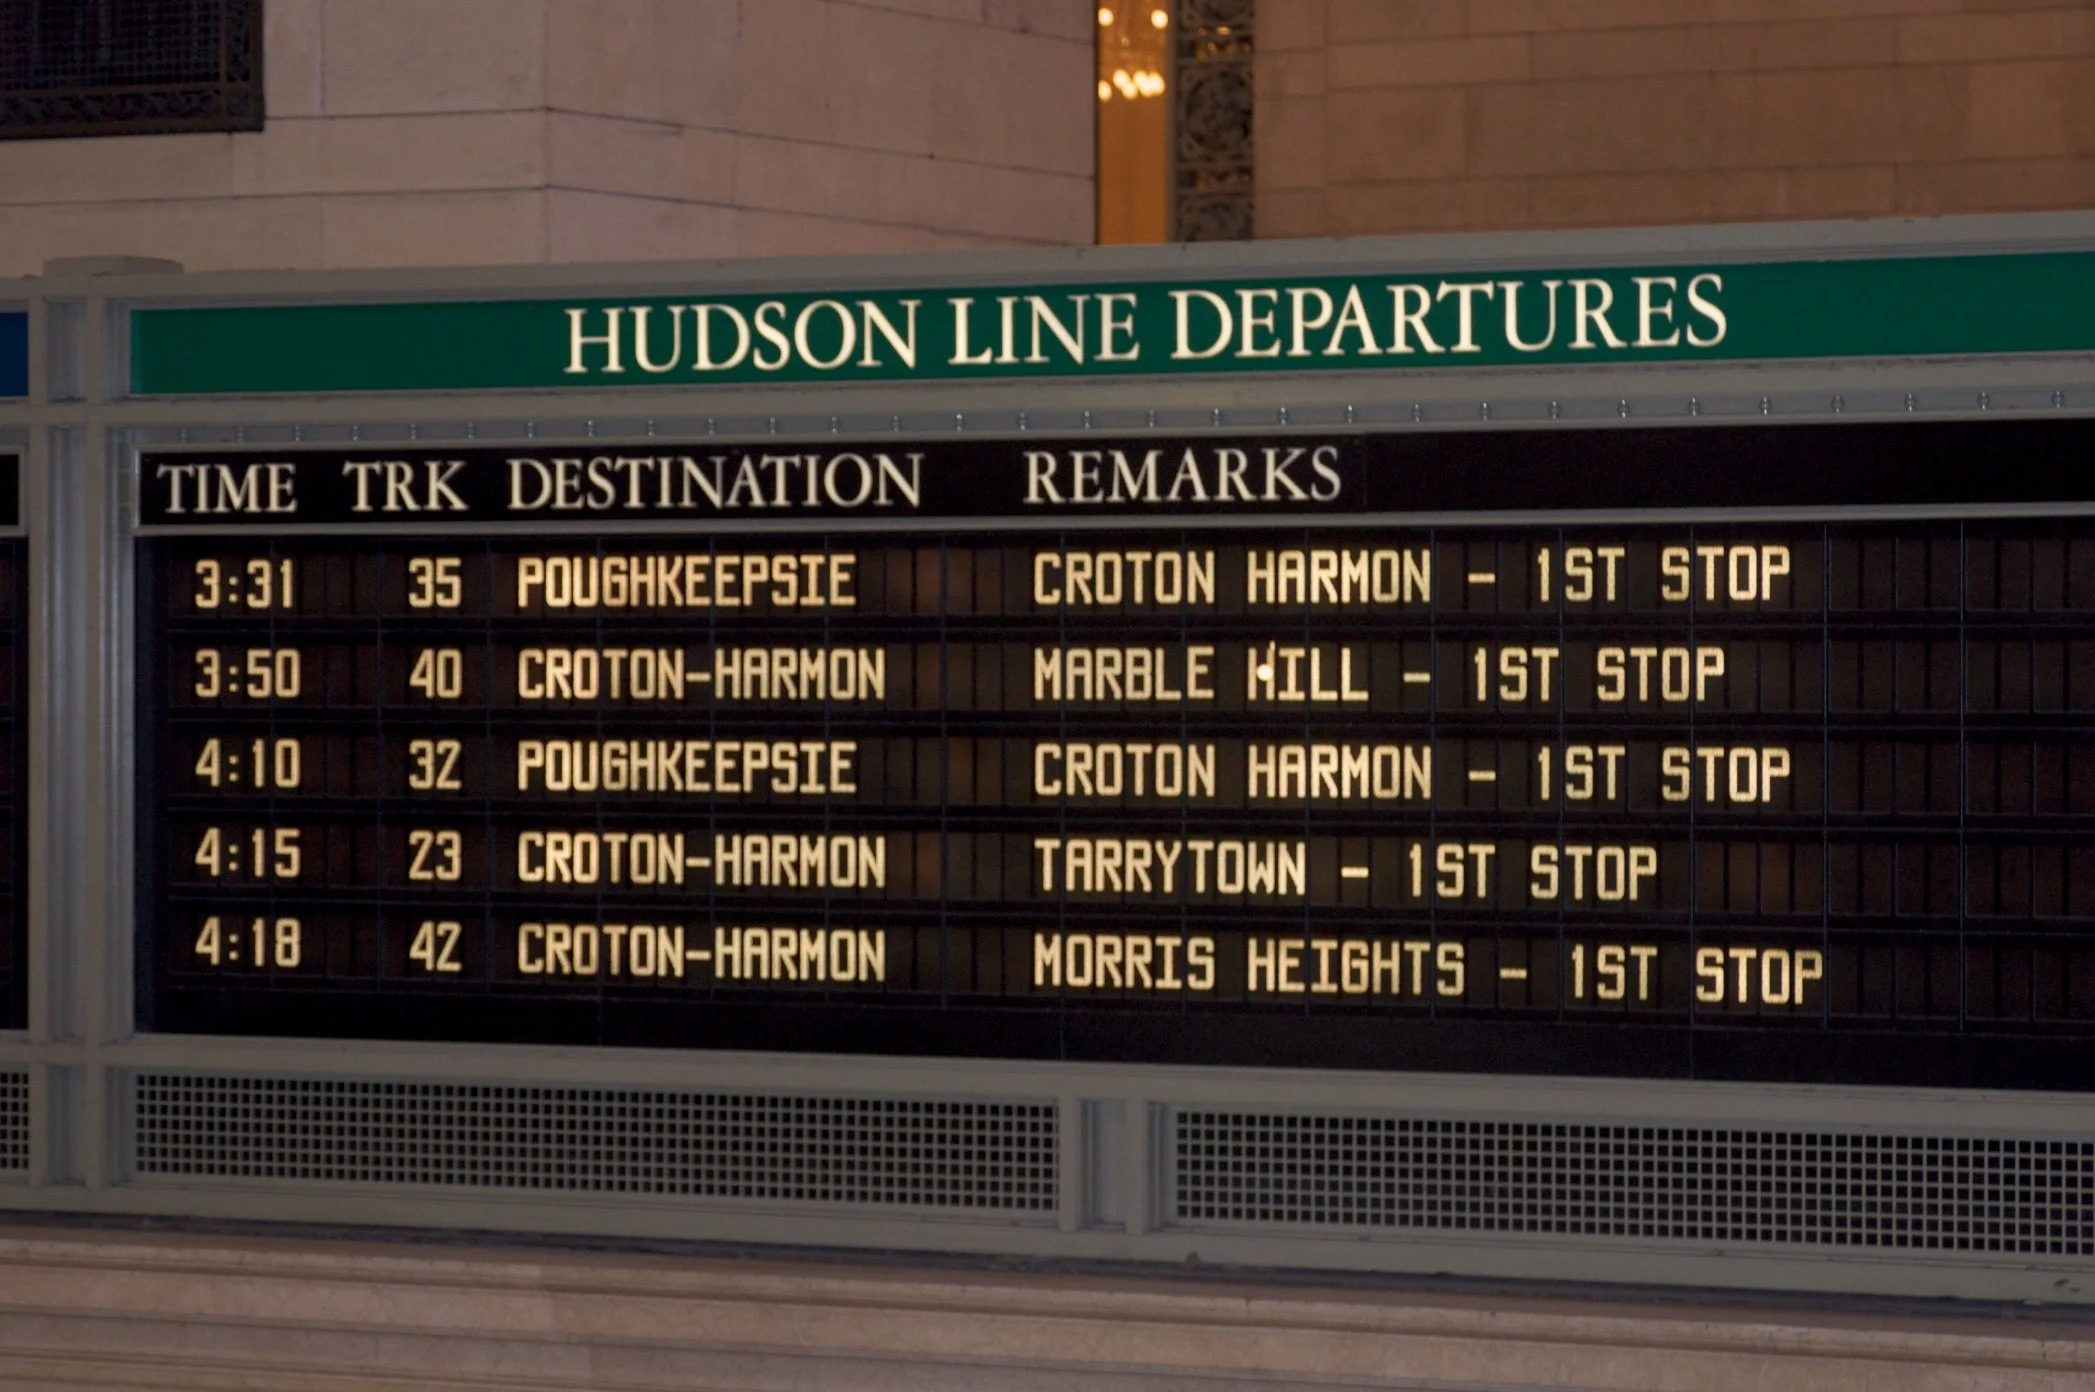 HUDSON LINE DEPARTURES
TIME TRK DESTINATION REMARKS
3:31 35 POUGHKEEPSIE CROTON HARMON - 1ST STOP
3:50 40 CROTON-HARMON MARBLE HILL - 1ST STOP
4:10 32 POUGHKEEPSIE CROTON HARMON - 1ST STOP
4:15 23 CROTON-HARMON TARRYTOWN - 1ST STOP
4:18 42 CROTON-HARMON MORRIS HEIGHTS - 1ST STOP